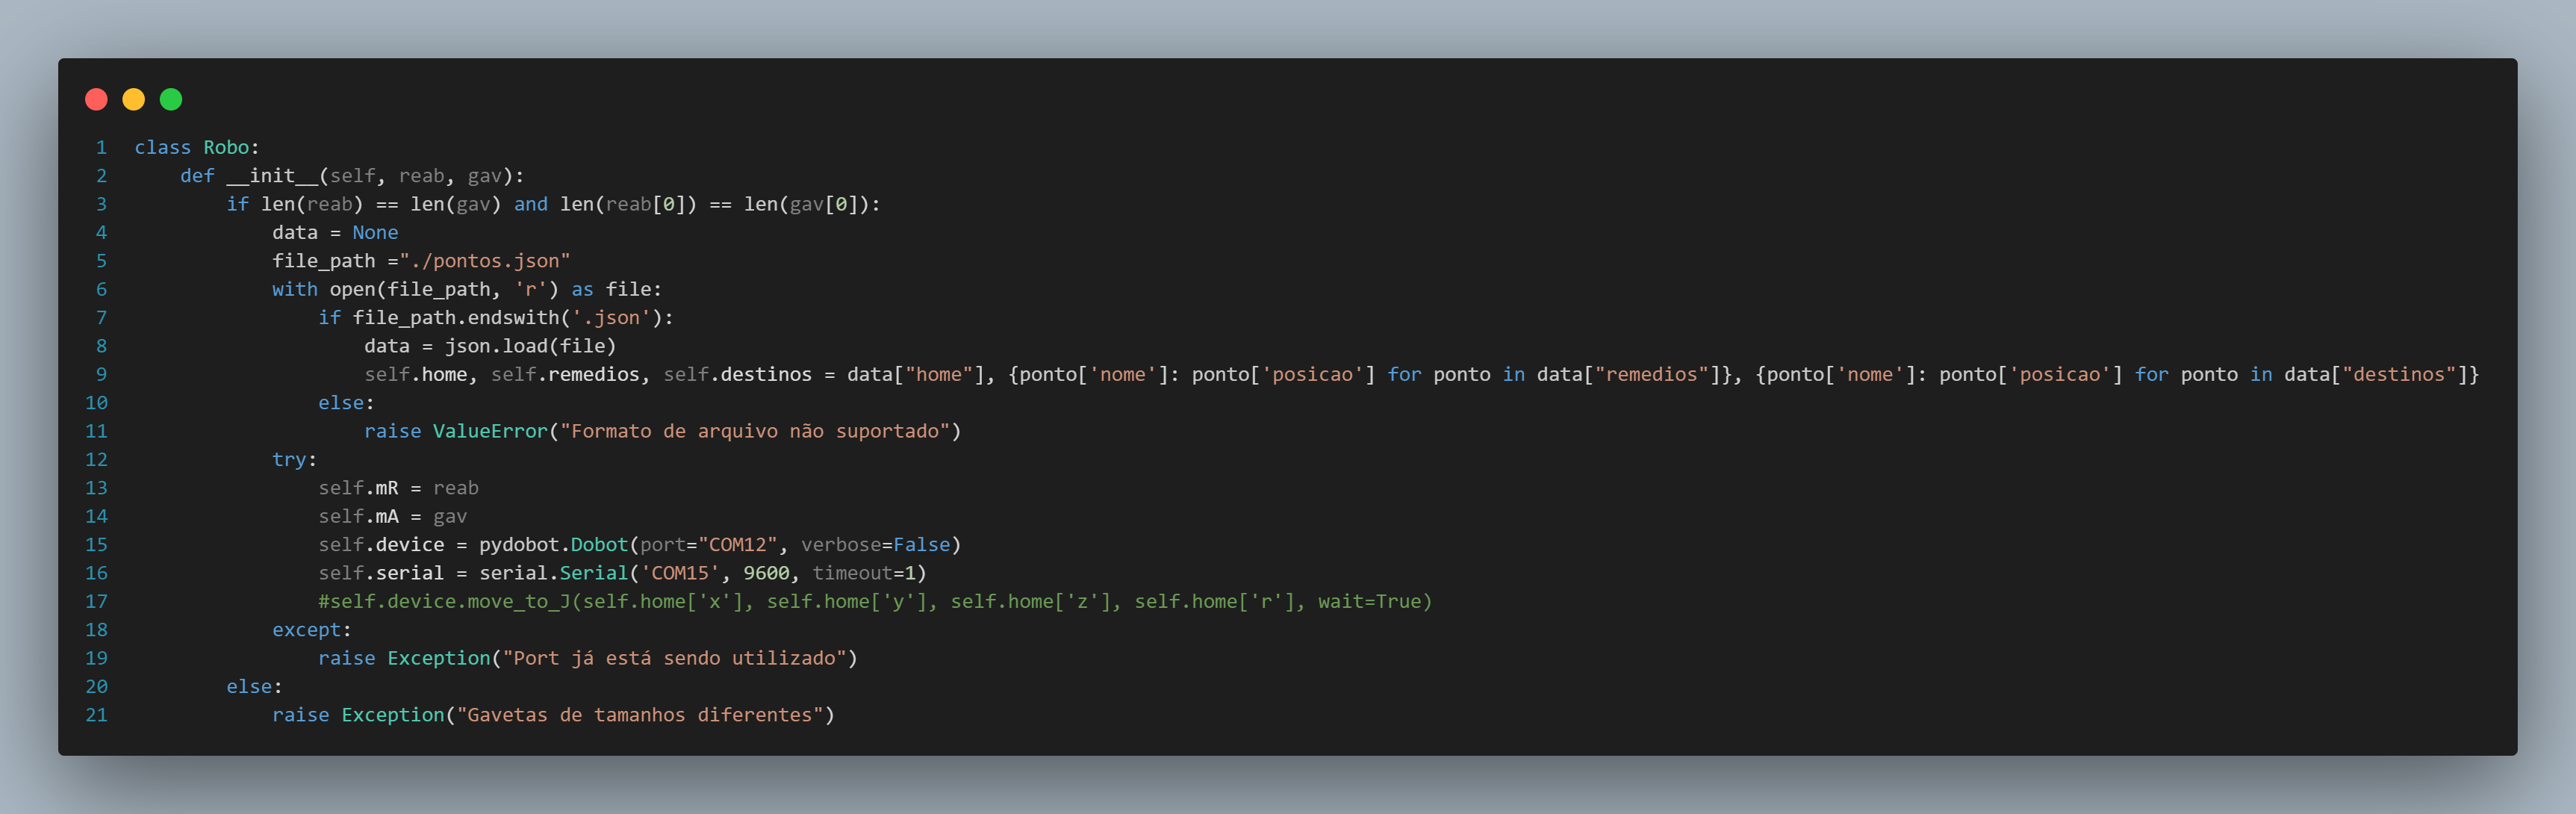 1 class Robo:
2     def __init__(self, reab, gav):
3         if len(reab) == len(gav) and len(reab[0]) == len(gav[0]):
4             data = None
5             file_path ="./pontos.json"
6             with open(file_path, 'r') as file:
7                 if file_path.endswith('.json'):
8                     data = json.load(file)
9                     self.home, self.remedios, self.destinos = data["home"], {ponto['nome']: ponto['posicao'] for ponto in data["remedios"]}, {ponto['nome']: ponto['posicao'] for ponto in data["destinos"]}
10                 else:
11                     raise ValueError("Formato de arquivo não suportado")
12             try:
13                 self.mR = reab
14                 self.mA = gav
15                 self.device = pydobot.Dobot(port="COM12", verbose=False)
16                 self.serial = serial.Serial('COM15', 9600, timeout=1)
17                 #self.device.move_to_J(self.home['x'], self.home['y'], self.home['z'], self.home['r'], wait=True)
18             except:
19                 raise Exception("Port já está sendo utilizado")
20         else:
21             raise Exception("Gavetas de tamanhos diferentes")